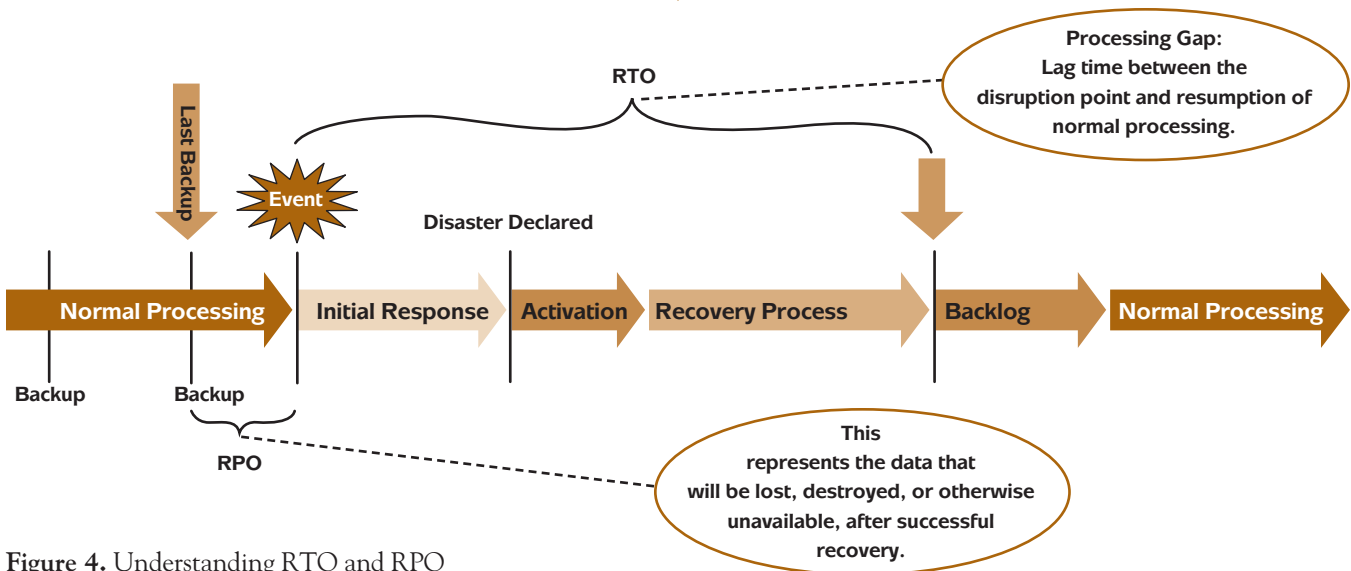 Processing Gap:
Lag time between the
disruption point and resumption of
normal processing.
RTO
Last Backup
Event
Disaster Declared
Normal Processing
Initial Response
Activation
Recovery Process
Backlog
Normal Processing
Backup
Backup
RPO
This
represents the data that
will be lost, destroyed, or otherwise
unavailable, after successful
recovery.
Figure 4. Understanding RTO and RPO